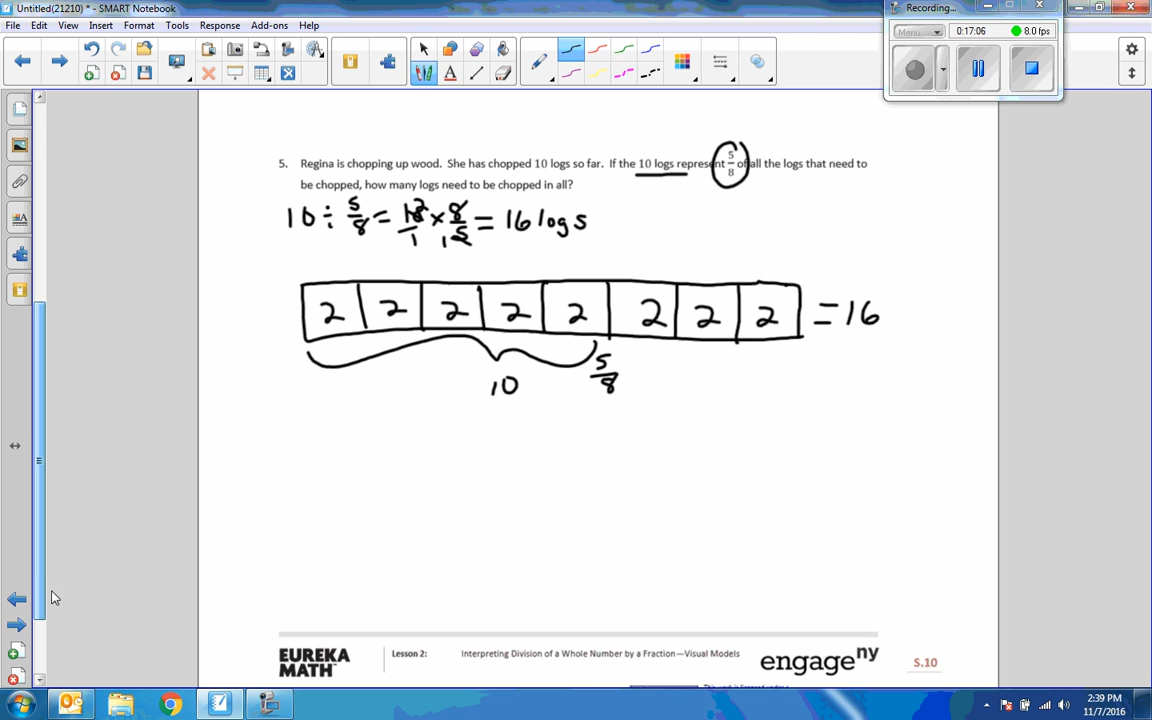 Untitled(21210) * - SMART Notebook
Recording...
File Edit View Insert Format Tools Response Add-ons Help
Menu 0:17:06 8.0 fps
5. Regina is chopping up wood. She has chopped 10 logs so far. If the 10 logs represent 5/8 of all the logs that need to
be chopped, how many logs need to be chopped in all?
10 ÷ 5/8 = 10/1 2 × 8/5 1 = 16 logs
2 2 2 2 2 2 2 2 = 16
10 5/8
EUREKA MATH Lesson 2: Interpreting Division of a Whole Number by a Fraction—Visual Models engageny S.10
2:39 PM
11/7/2016